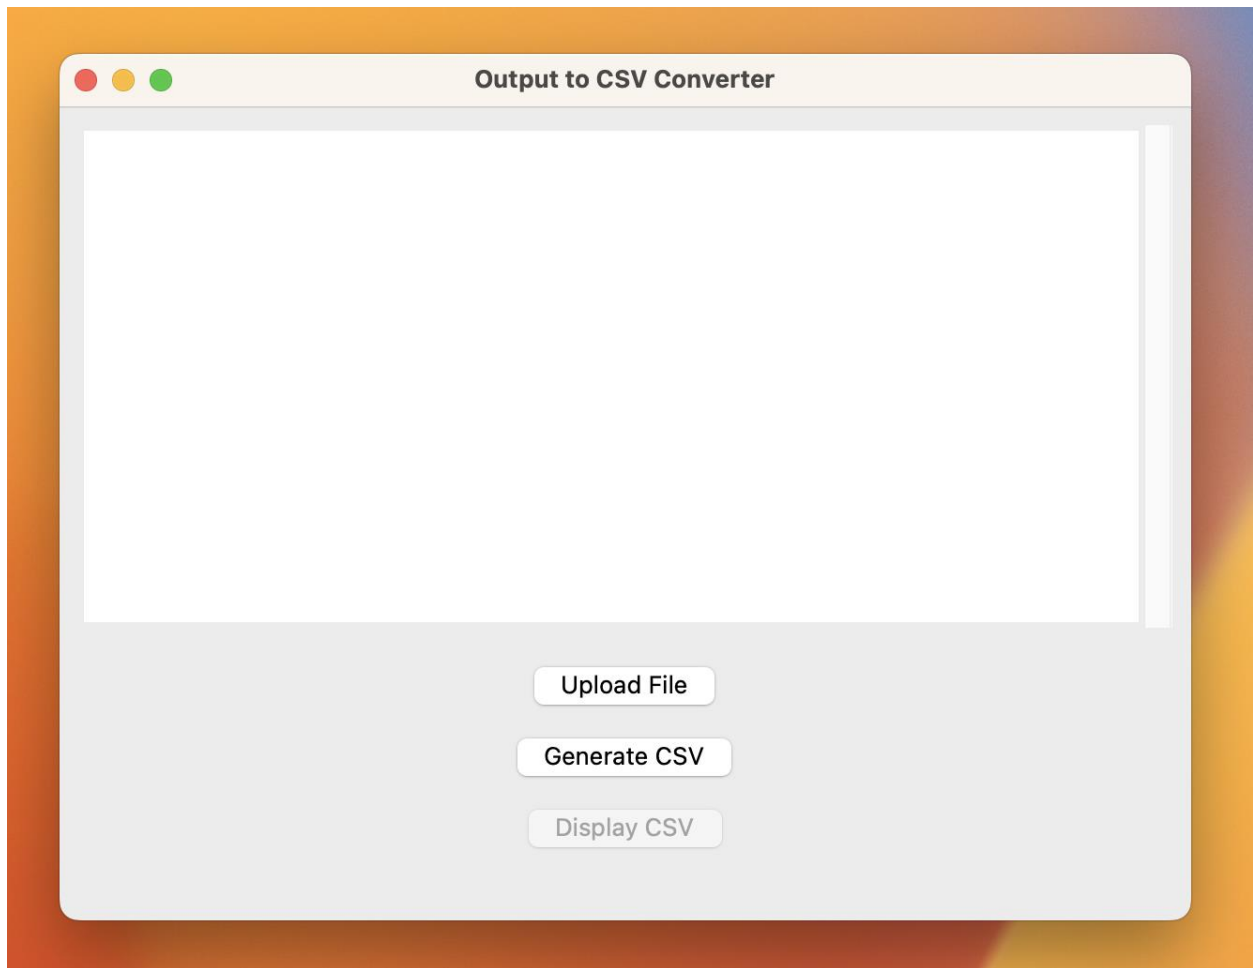 Output to CSV Converter
Upload File
Generate CSV
Display CSV